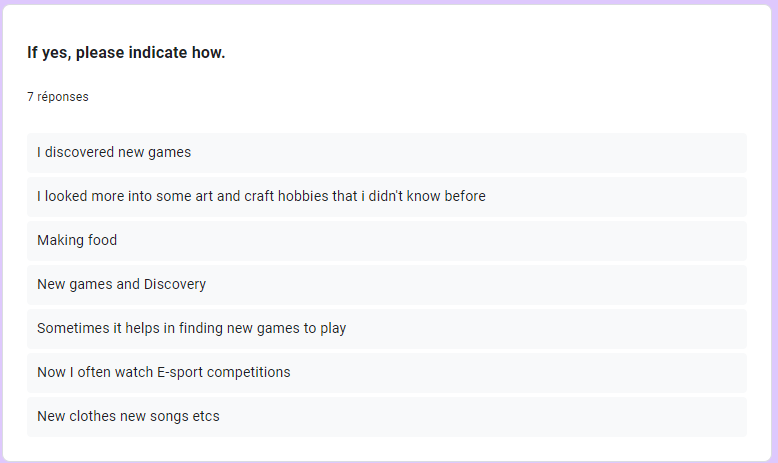 If yes, please indicate how.
7 réponses
I discovered new games
I looked more into some art and craft hobbies that i didn't know before
Making food
New games and Discovery
Sometimes it helps in finding new games to play
Now I often watch E-sport competitions
New clothes new songs etcs